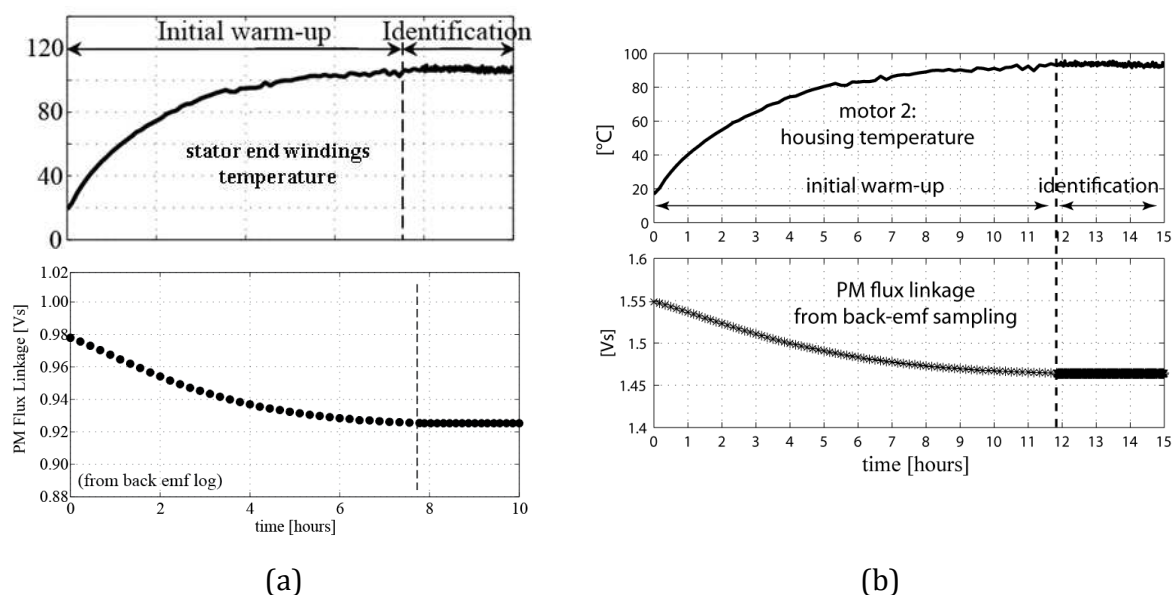 Initial warm-up Identification
120
80
40
0
stator end windings
temperature
1.02
1.00
0.98
0.96
0.94
0.92
0.90
0.88
PM Flux Linkage [Vs]
(from back emf log)
0 2 4 6 8 10
time [hours]
(a)
100
80
60
40
20
0
[°C]
motor 2:
housing temperature
initial warm-up identification
0 1 2 3 4 5 6 7 8 9 10 11 12 13 14 15
1.6
1.55
1.5
1.45
1.4
[Vs]
PM flux linkage
from back-emf sampling
0 1 2 3 4 5 6 7 8 9 10 11 12 13 14 15
time [hours]
(b)